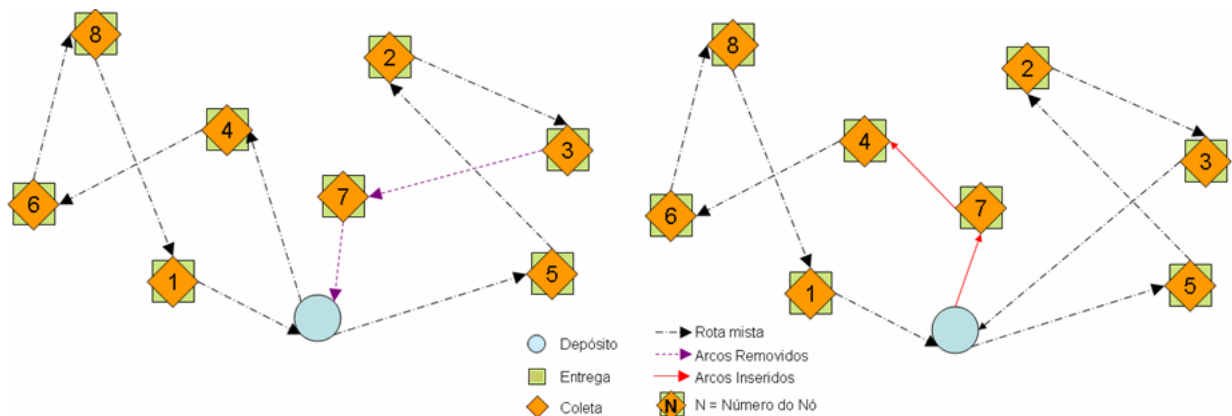 8
2
4
3
6
7
1
5
8
2
4
3
6
7
1
5
Depósito
Entrega
Coleta
Rota mista
Arcos Removidos
Arcos Inseridos
N
N = Número do Nó